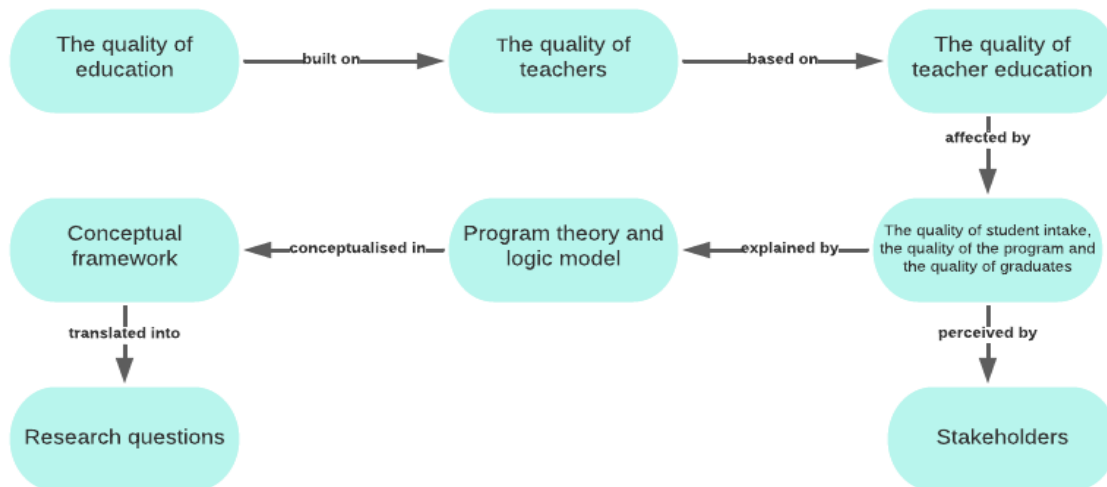 The quality of
education
built on
The quality of
teachers
based on
The quality of
teacher education
affected by
The quality of student intake,
the quality of the program and
the quality of graduates
explained by
Program theory and
logic model
conceptualised in
Conceptual
framework
translated into
perceived by
Research questions
Stakeholders